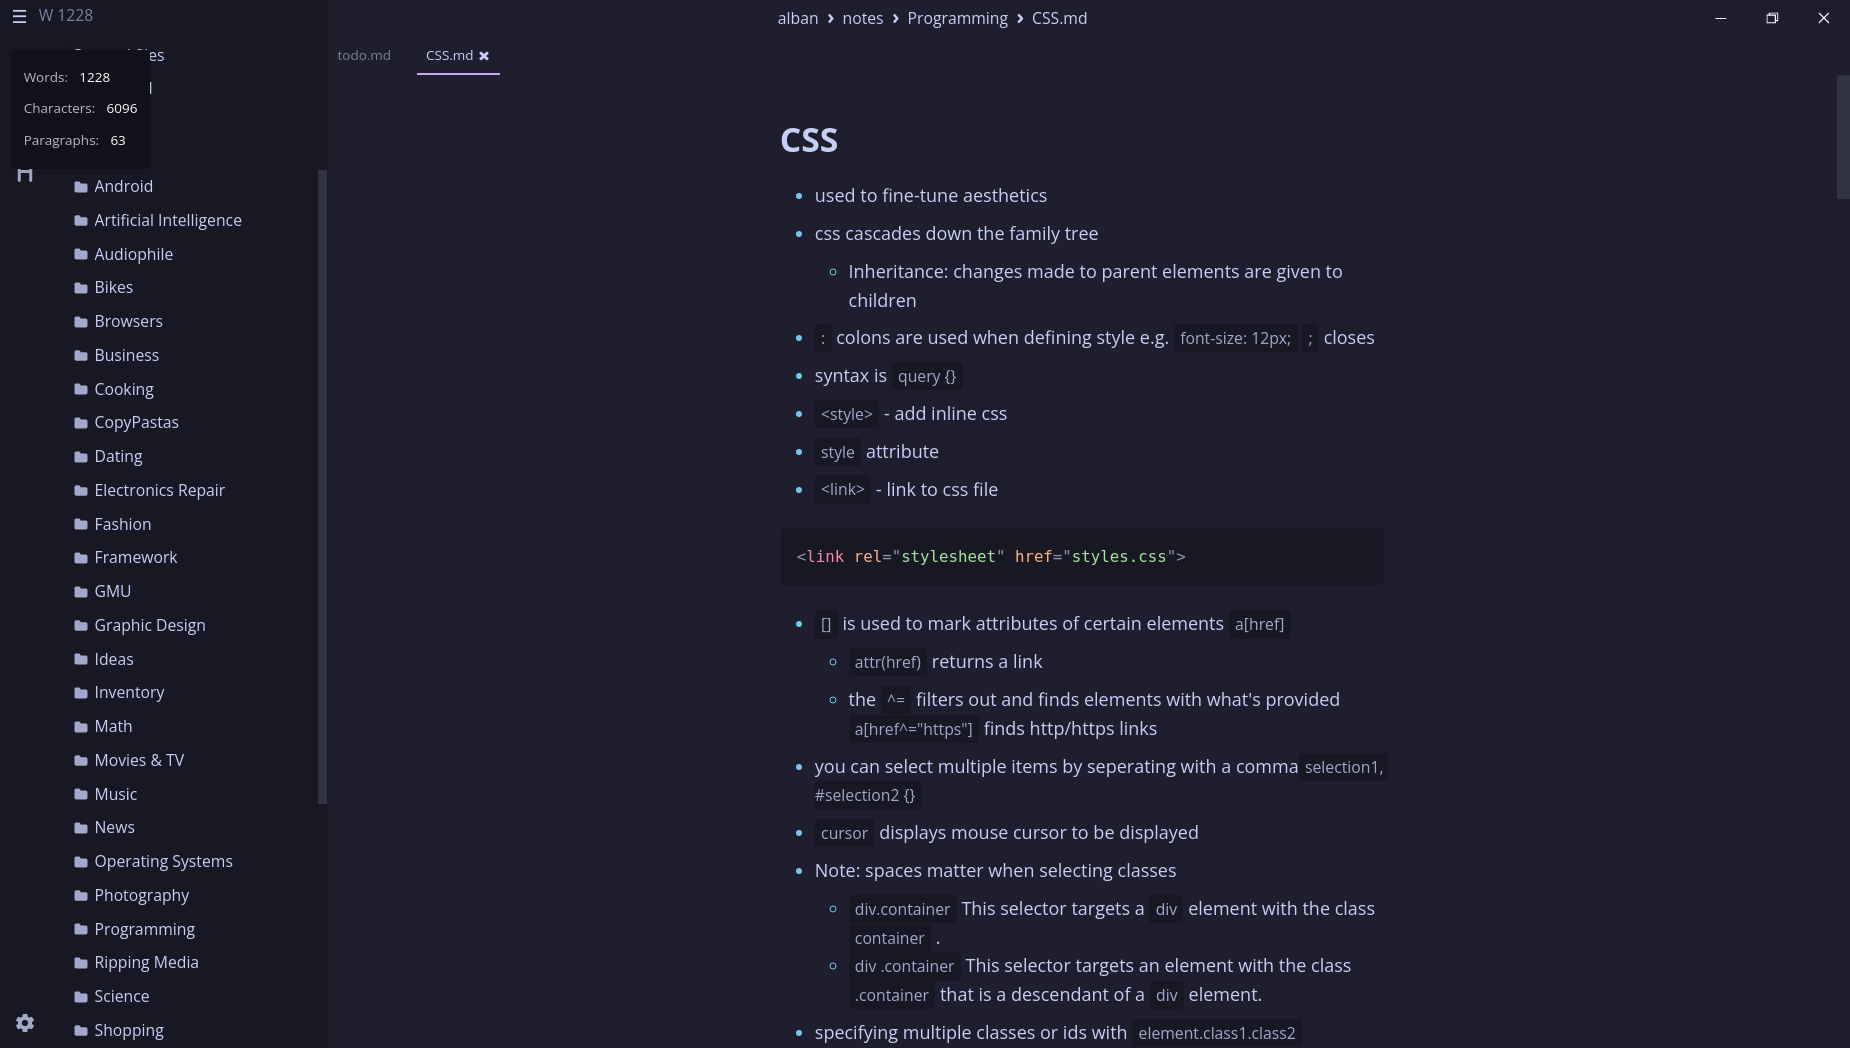 W 1228
alban › notes › Programming › CSS.md
todo.md
CSS.md
Words: 1228
Characters: 6096
Paragraphs: 63
Android
Artificial Intelligence
Audiophile
Bikes
Browsers
Business
Cooking
CopyPastas
Dating
Electronics Repair
Fashion
Framework
GMU
Graphic Design
Ideas
Inventory
Math
Movies & TV
Music
News
Operating Systems
Photography
Programming
Ripping Media
Science
Shopping
CSS
used to fine-tune aesthetics
css cascades down the family tree
Inheritance: changes made to parent elements are given to
children
: colons are used when defining style e.g. font-size: 12px; ; closes
syntax is query {}
<style> - add inline css
style attribute
<link> - link to css file
<link rel="stylesheet" href="styles.css">
[] is used to mark attributes of certain elements a[href]
attr(href) returns a link
the ^= filters out and finds elements with what's provided
a[href^="https"] finds http/https links
you can select multiple items by seperating with a comma selection1,
#selection2 {}
cursor displays mouse cursor to be displayed
Note: spaces matter when selecting classes
div.container This selector targets a div element with the class
container .
div .container This selector targets an element with the class
.container that is a descendant of a div element.
specifying multiple classes or ids with element.class1.class2